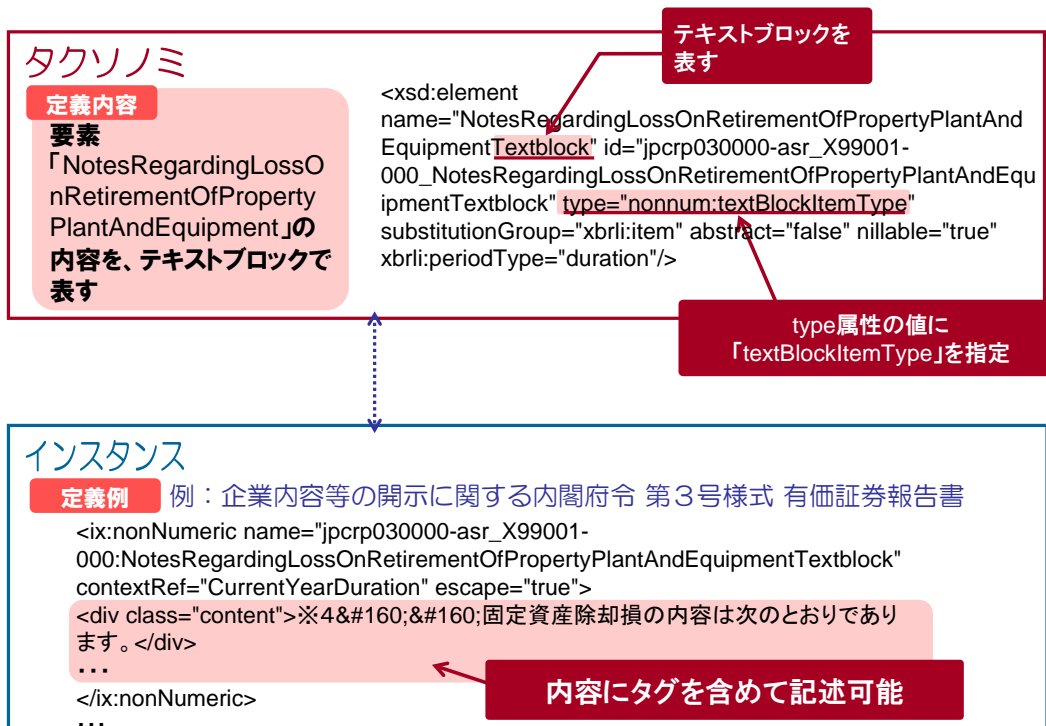 テキストブロックを
表す
タクソノミ
定義内容
要素
「NotesRegardingLossO
nRetirementOfProperty
PlantAndEquipment」の
内容を、テキストブロックで
表す
<xsd:element
name="NotesRegardingLossOnRetirementOfPropertyPlantAnd
EquipmentTextblock" id="jpcrp030000-asr_X99001-
000_NotesRegardingLossOnRetirementOfPropertyPlantAndEqu
ipmentTextblock" type="nonnum:textBlockItemType"
substitutionGroup="xbrli:item" abstract="false" nillable="true"
xbrli:periodType="duration"/>
type属性の値に
「textBlockItemType」を指定
インスタンス
定義例
例：企業内容等の開示に関する内閣府令 第３号様式 有価証券報告書
<ix:nonNumeric name="jpcrp030000-asr_X99001-
000:NotesRegardingLossOnRetirementOfPropertyPlantAndEquipmentTextblock"
contextRef="CurrentYearDuration" escape="true">
<div class="content">※4&#160;&#160;固定資産除却損の内容は次のとおりであり
ます。</div>
・・・
</ix:nonNumeric>
・・・
内容にタグを含めて記述可能